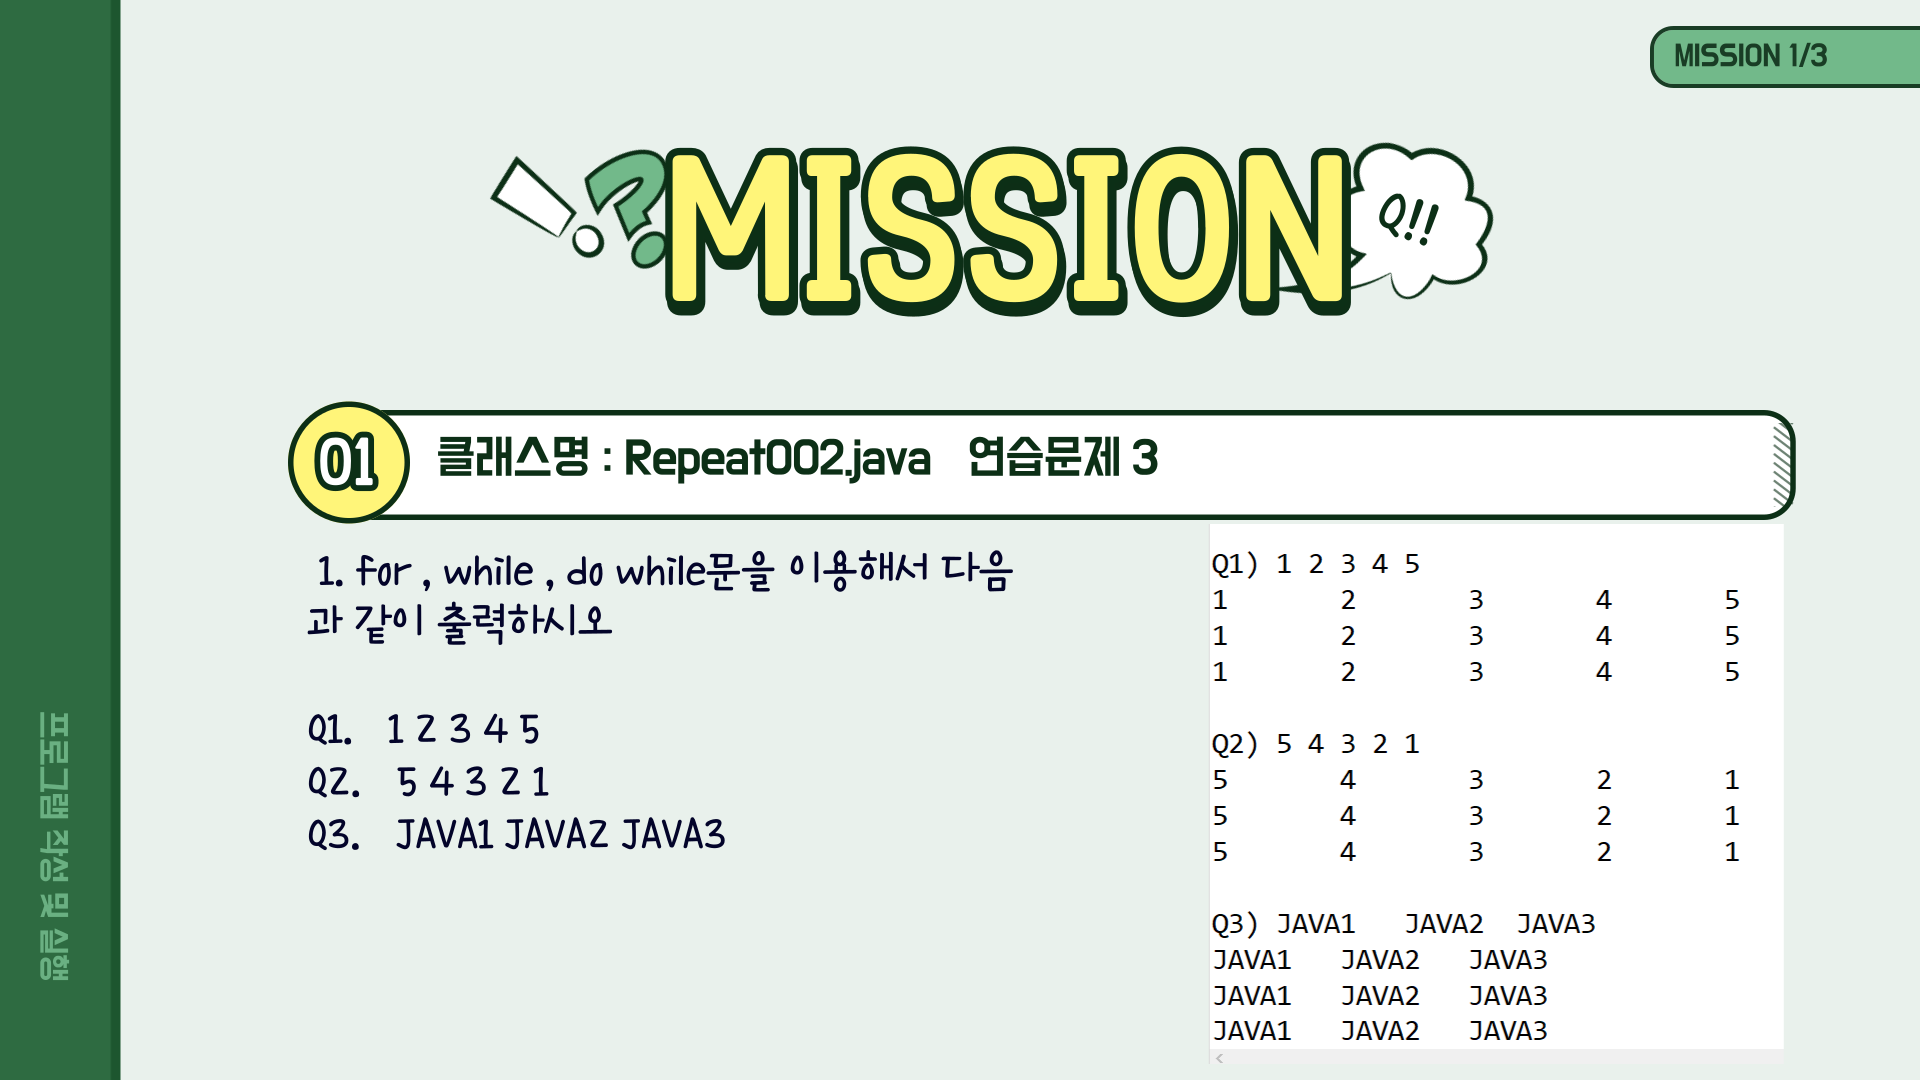 MISSION 1/3
MISSION
Q!!
01
클래스명 : Repeat002.java 연습문제 3
1. for , while , do while문을 이용해서 다음
과 같이 출력하시오
Q1. 1 2 3 4 5
Q2. 5 4 3 2 1
Q3. JAVA1 JAVA2 JAVA3
Q1) 1 2 3 4 5
1 2 3 4 5
1 2 3 4 5
1 2 3 4 5
Q2) 5 4 3 2 1
5 4 3 2 1
5 4 3 2 1
5 4 3 2 1
Q3) JAVA1 JAVA2 JAVA3
JAVA1 JAVA2 JAVA3
JAVA1 JAVA2 JAVA3
JAVA1 JAVA2 JAVA3
프로그램 작성 및 실행